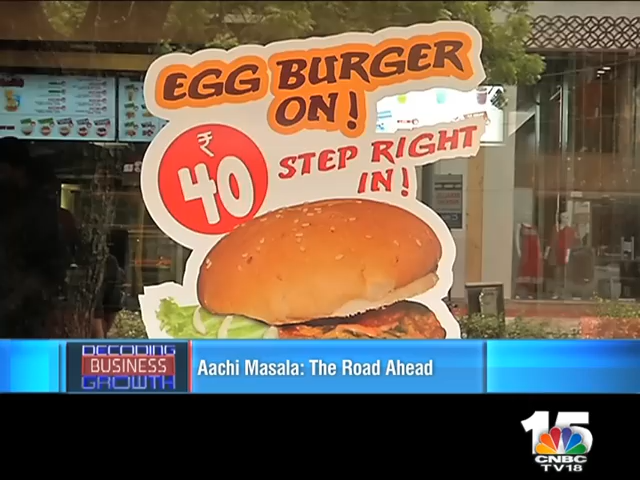 EGG BURGER
ON!
₹
40
STEP RIGHT
IN!
DECODING
BUSINESS
GROWTH
Aachi Masala: The Road Ahead
15
CNBC
TV18